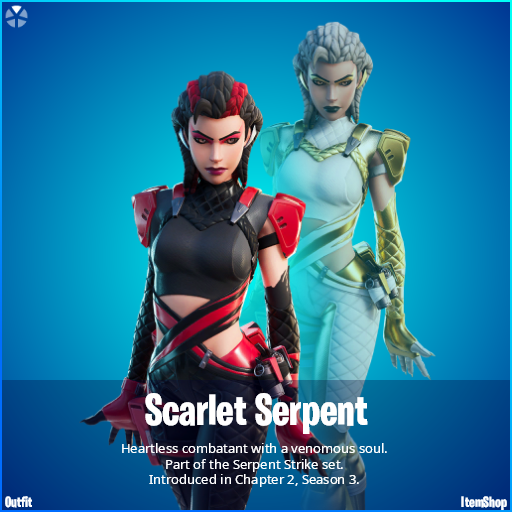 Scarlet Serpent
Heartless combatant with a venomous soul.
Part of the Serpent Strike set.
Introduced in Chapter 2, Season 3.
Outfit
ItemShop